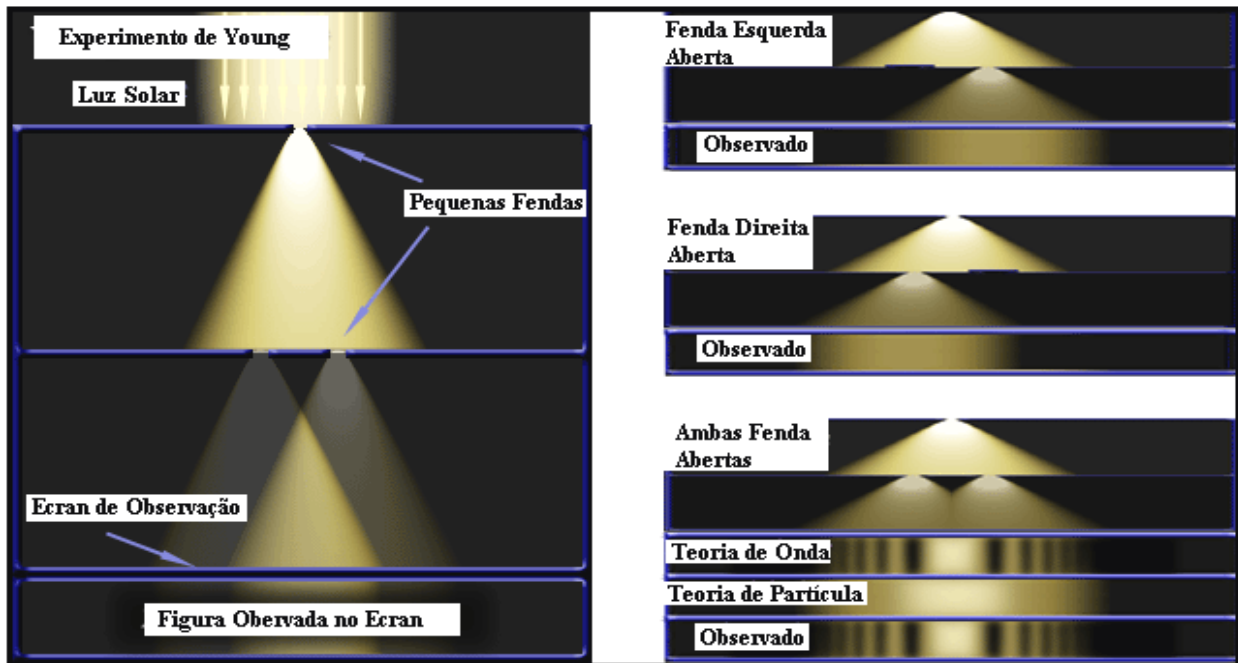 Experimento de Young
Luz Solar
Pequenas Fendas
Ecran de Observação
Figura Obervada no Ecran
Fenda Esquerda
Aberta
Observado
Fenda Direita
Aberta
Observado
Ambas Fenda
Abertas
Teoria de Onda
Teoria de Partícula
Observado